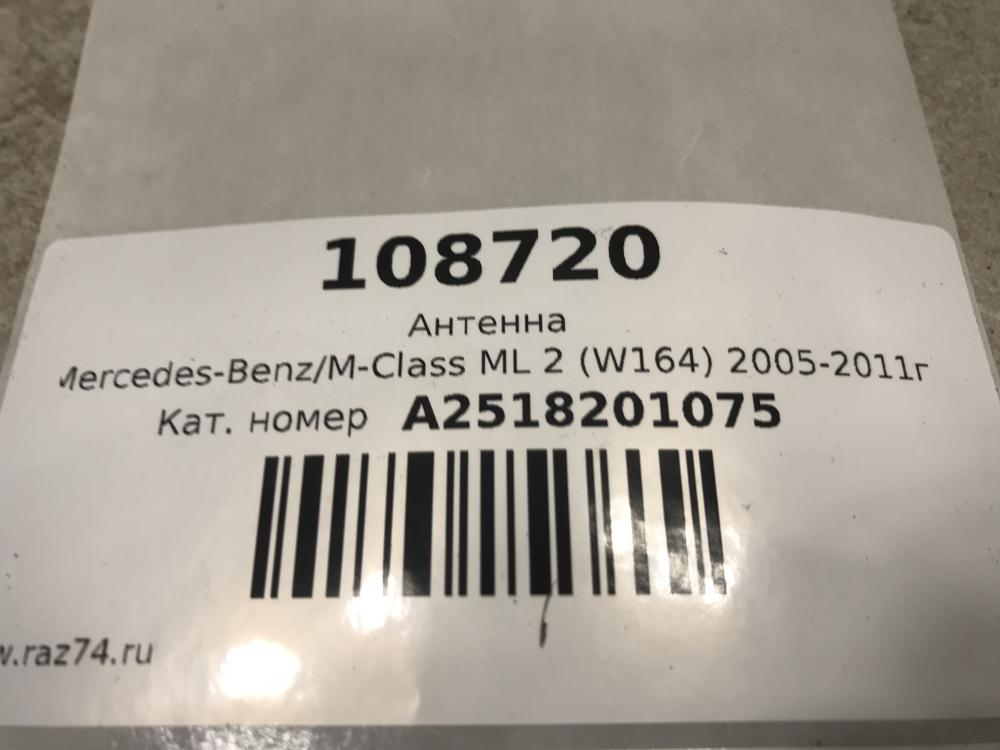 108720
Антенна
Mercedes-Benz/M-Class ML 2 (W164) 2005-2011г
Кат. номер A2518201075
w.raz74.ru